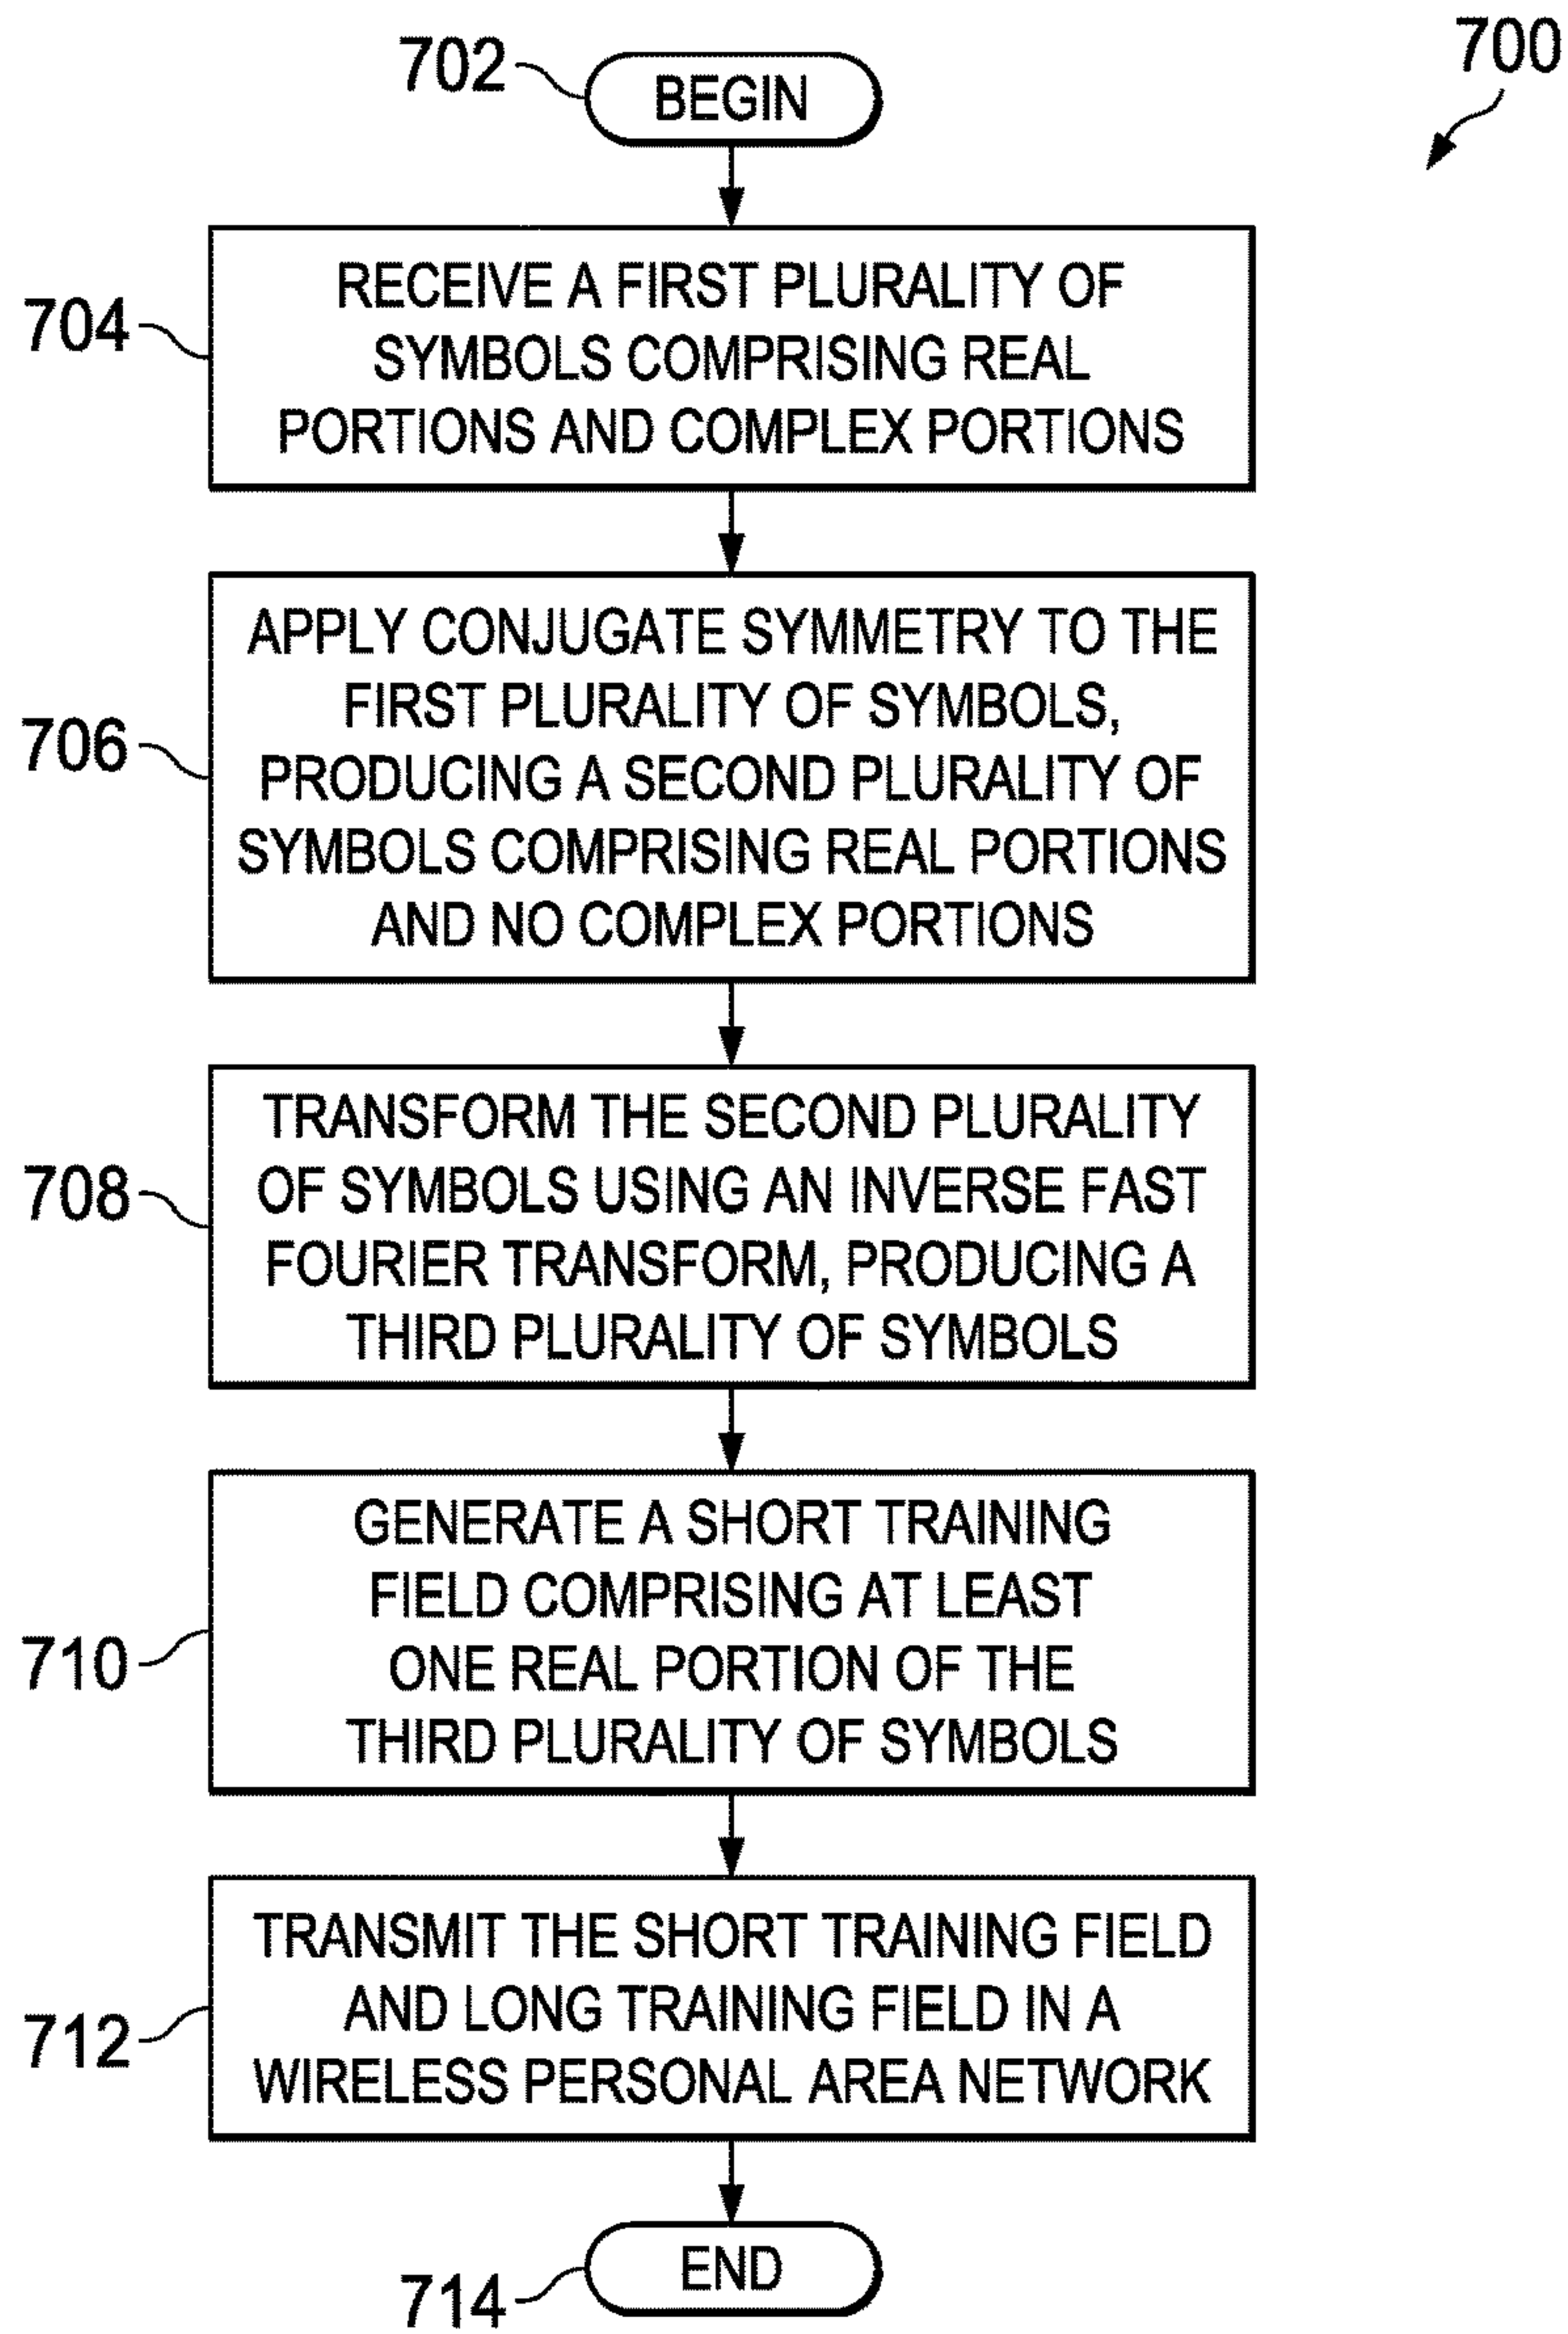 700
702
BEGIN
704
RECEIVE A FIRST PLURALITY OF
SYMBOLS COMPRISING REAL
PORTIONS AND COMPLEX PORTIONS
706
APPLY CONJUGATE SYMMETRY TO THE
FIRST PLURALITY OF SYMBOLS,
PRODUCING A SECOND PLURALITY OF
SYMBOLS COMPRISING REAL PORTIONS
AND NO COMPLEX PORTIONS
708
TRANSFORM THE SECOND PLURALITY
OF SYMBOLS USING AN INVERSE FAST
FOURIER TRANSFORM, PRODUCING A
THIRD PLURALITY OF SYMBOLS
710
GENERATE A SHORT TRAINING
FIELD COMPRISING AT LEAST
ONE REAL PORTION OF THE
THIRD PLURALITY OF SYMBOLS
712
TRANSMIT THE SHORT TRAINING FIELD
AND LONG TRAINING FIELD IN A
WIRELESS PERSONAL AREA NETWORK
714
END